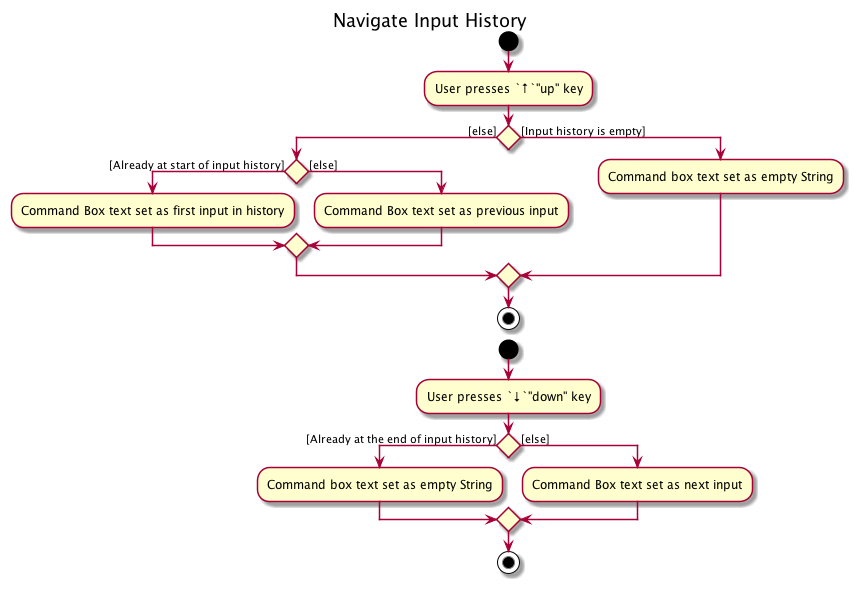 Navigate Input History
User presses `↑`"up" key
[else]
[Input history is empty]
[Already at start of input history]
[else]
Command box text set as empty String
Command Box text set as first input in history
Command Box text set as previous input
User presses `↓`"down" key
[Already at the end of input history]
[else]
Command box text set as empty String
Command Box text set as next input